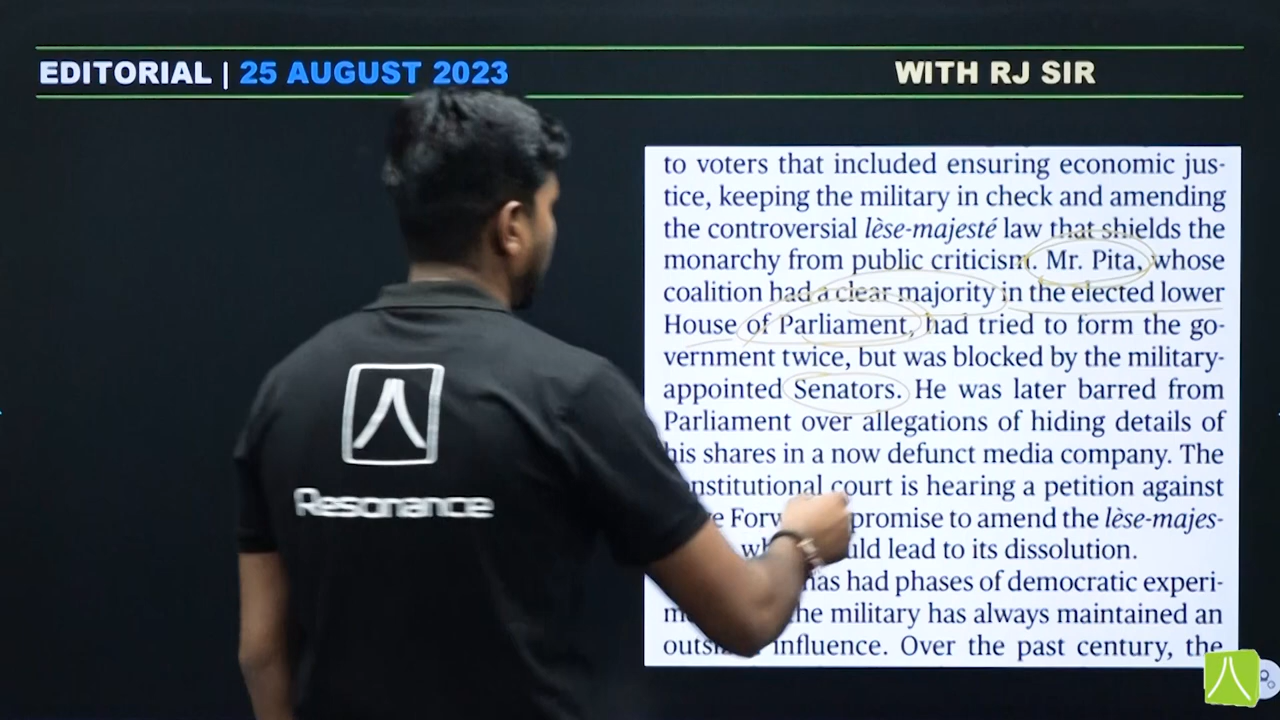 EDITORIAL | 25 AUGUST 2023
WITH RJ SIR
to voters that included ensuring economic jus-
tice, keeping the military in check and amending
the controversial lèse-majesté law that shields the
monarchy from public criticism. Mr. Pita, whose
coalition had a clear majority in the elected lower
House of Parliament, had tried to form the go-
vernment twice, but was blocked by the military-
appointed Senators. He was later barred from
Parliament over allegations of hiding details of
his shares in a now defunct media company. The
nstitutional court is hearing a petition against
promise to amend the lèse-majes-
lead to its dissolution.
has had phases of democratic experi-
the military has always maintained an
influence. Over the past century, the
Resonance